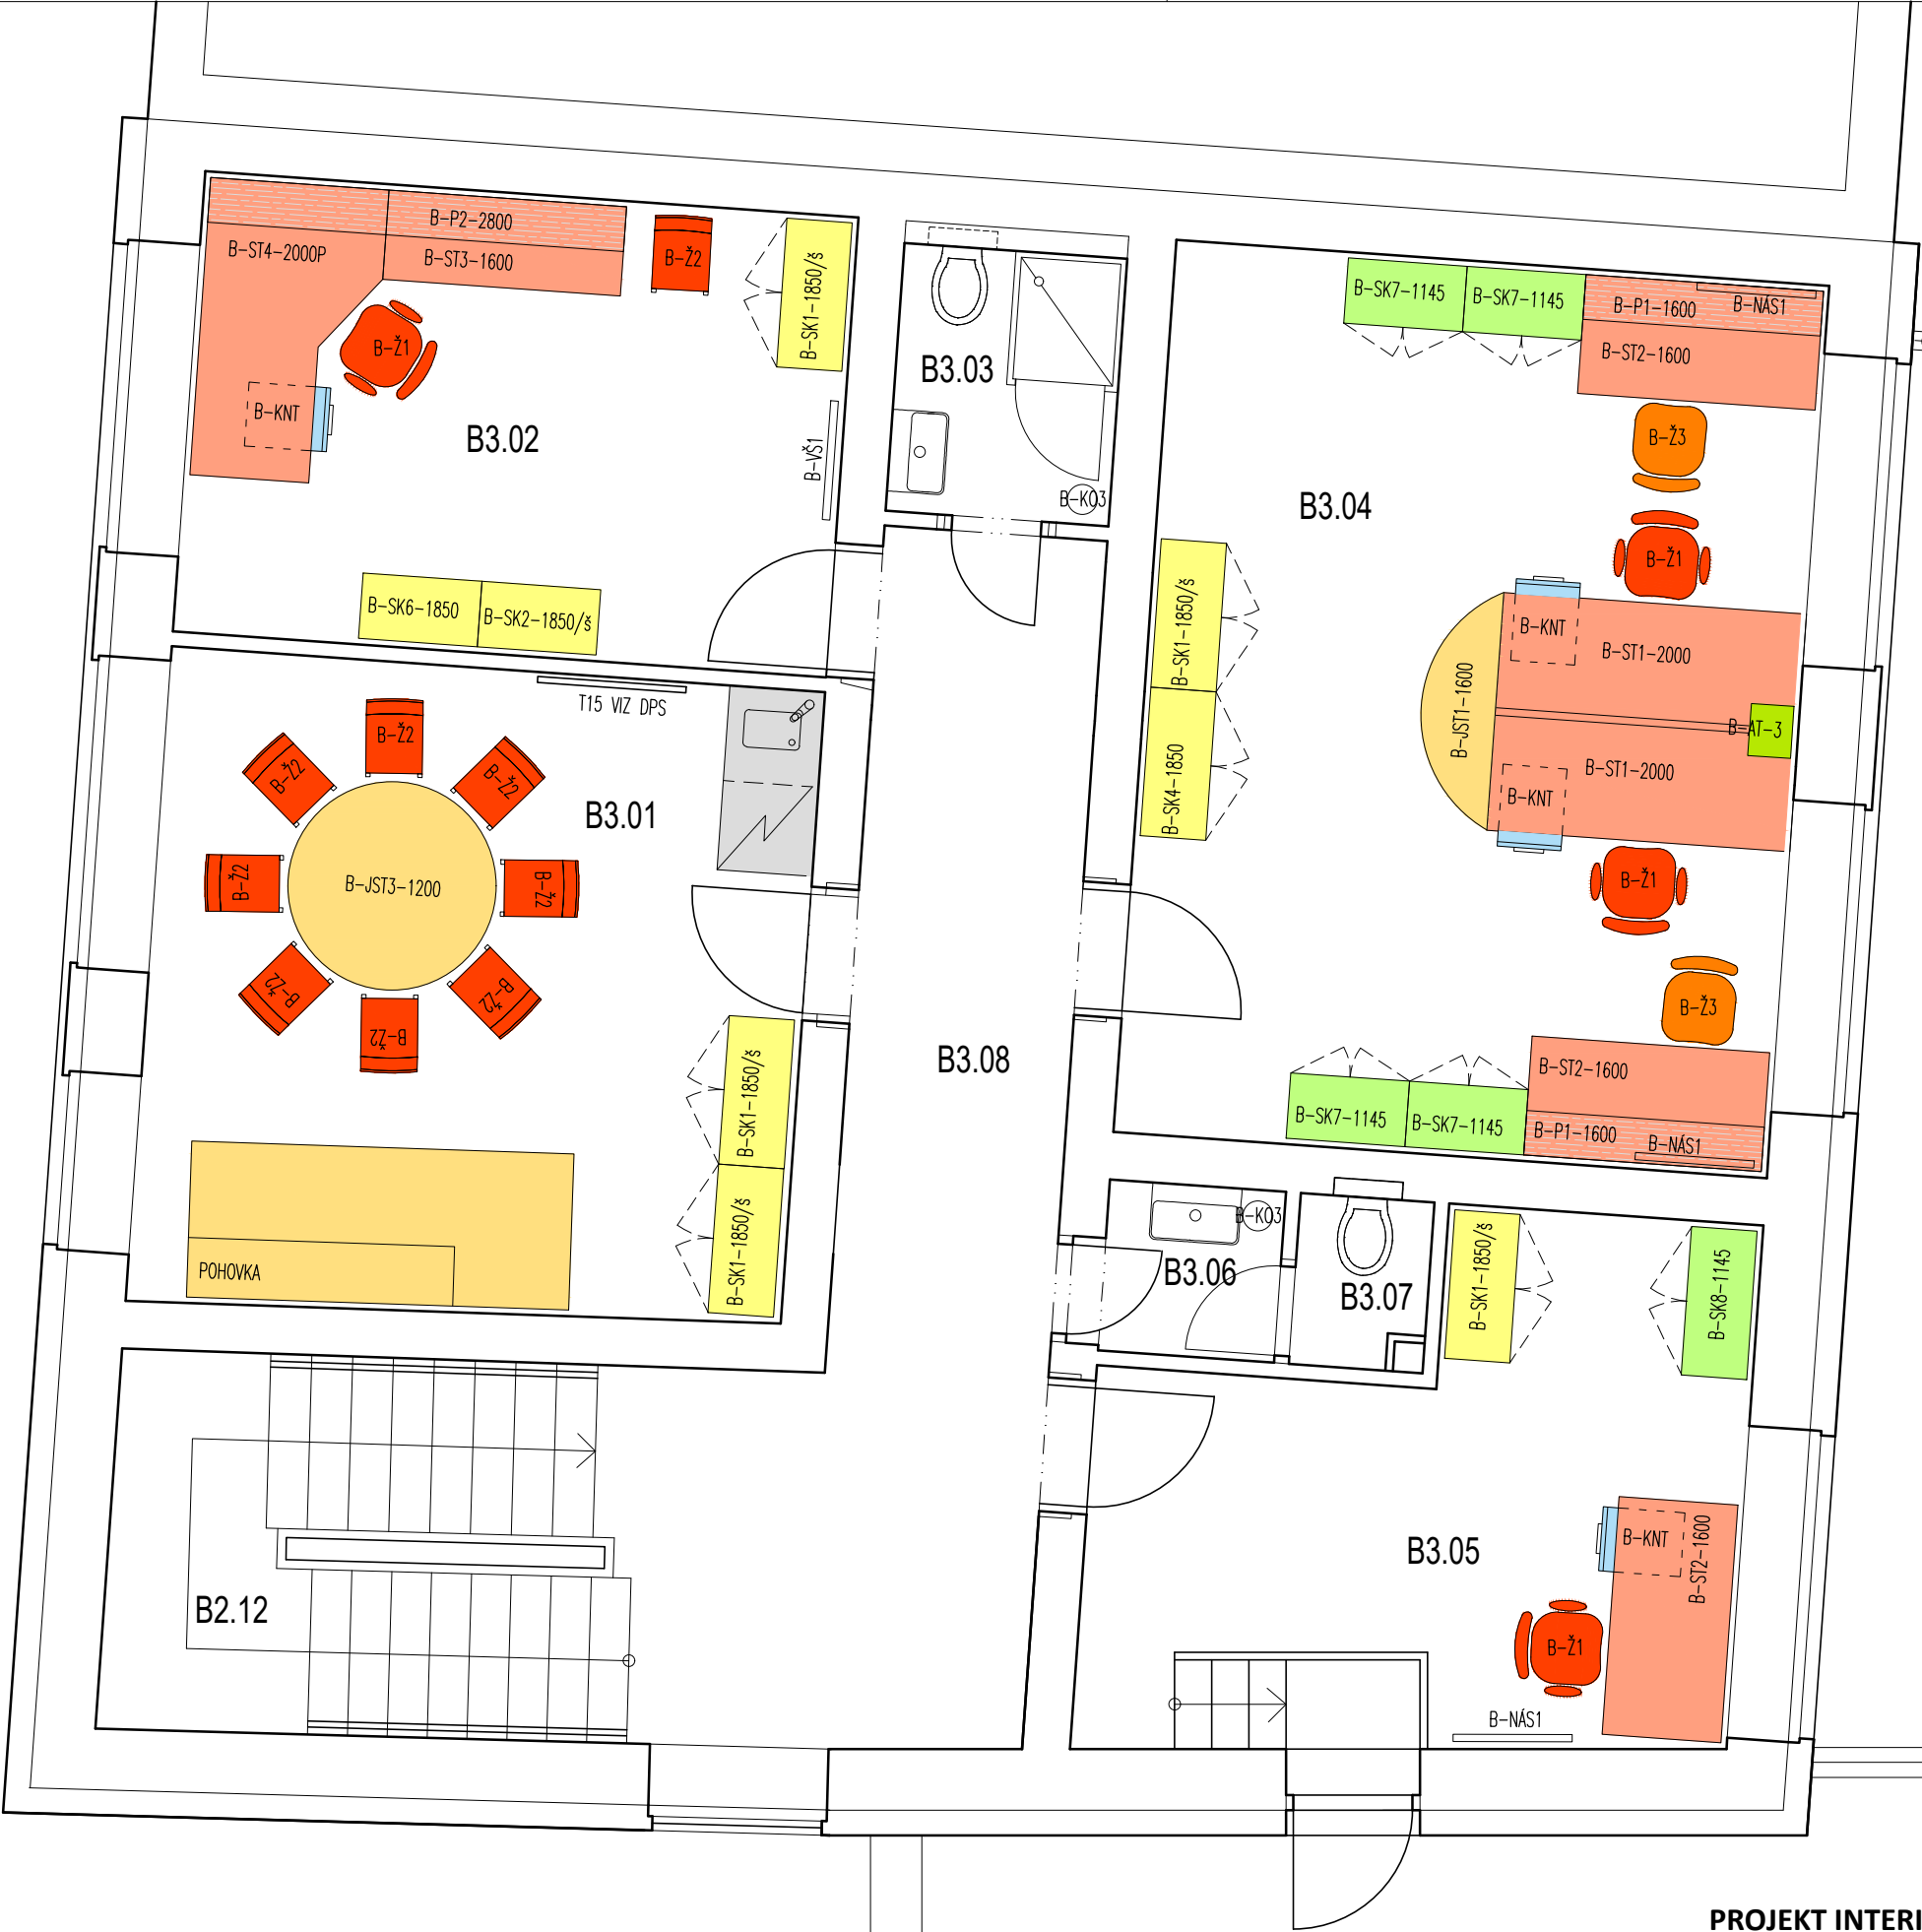 B-P2-2800
B-ST4-2000P
B-ST3-1600
B-Ž2
B-SK1-1850/š
B-Ž1
B-KNT
B3.02
B-VŠ1
B-SK6-1850
B-SK2-1850/š
B3.03
B-KO3
B-SK7-1145
B-SK7-1145
B-P1-1600
B-NÁS1
B-ST2-1600
B-Ž3
B3.04
B-Ž1
B-SK1-1850/š
B-SK4-1850
B-KNT
B-ST1-2000
B-JST1-1600
B-AT-3
B-ST1-2000
B-KNT
B-Ž1
B-Ž3
B-ST2-1600
B-SK7-1145
B-SK7-1145
B-P1-1600
B-NÁS1
T15 VIZ DPS
B-Ž2
B-Ž2
B-Ž2
B3.01
B-Ž2
B-JST3-1200
B-Ž2
B-Ž2
B-Ž2
B-Ž2
B-SK1-1850/š
B-SK1-1850/š
POHOVKA
B3.08
B-KO3
B3.06
B3.07
B-SK1-1850/š
B-SK8-1145
B3.05
B-KNT
B-ST2-1600
B-Ž1
B-NÁS1
B2.12
PROJEKT INTERI